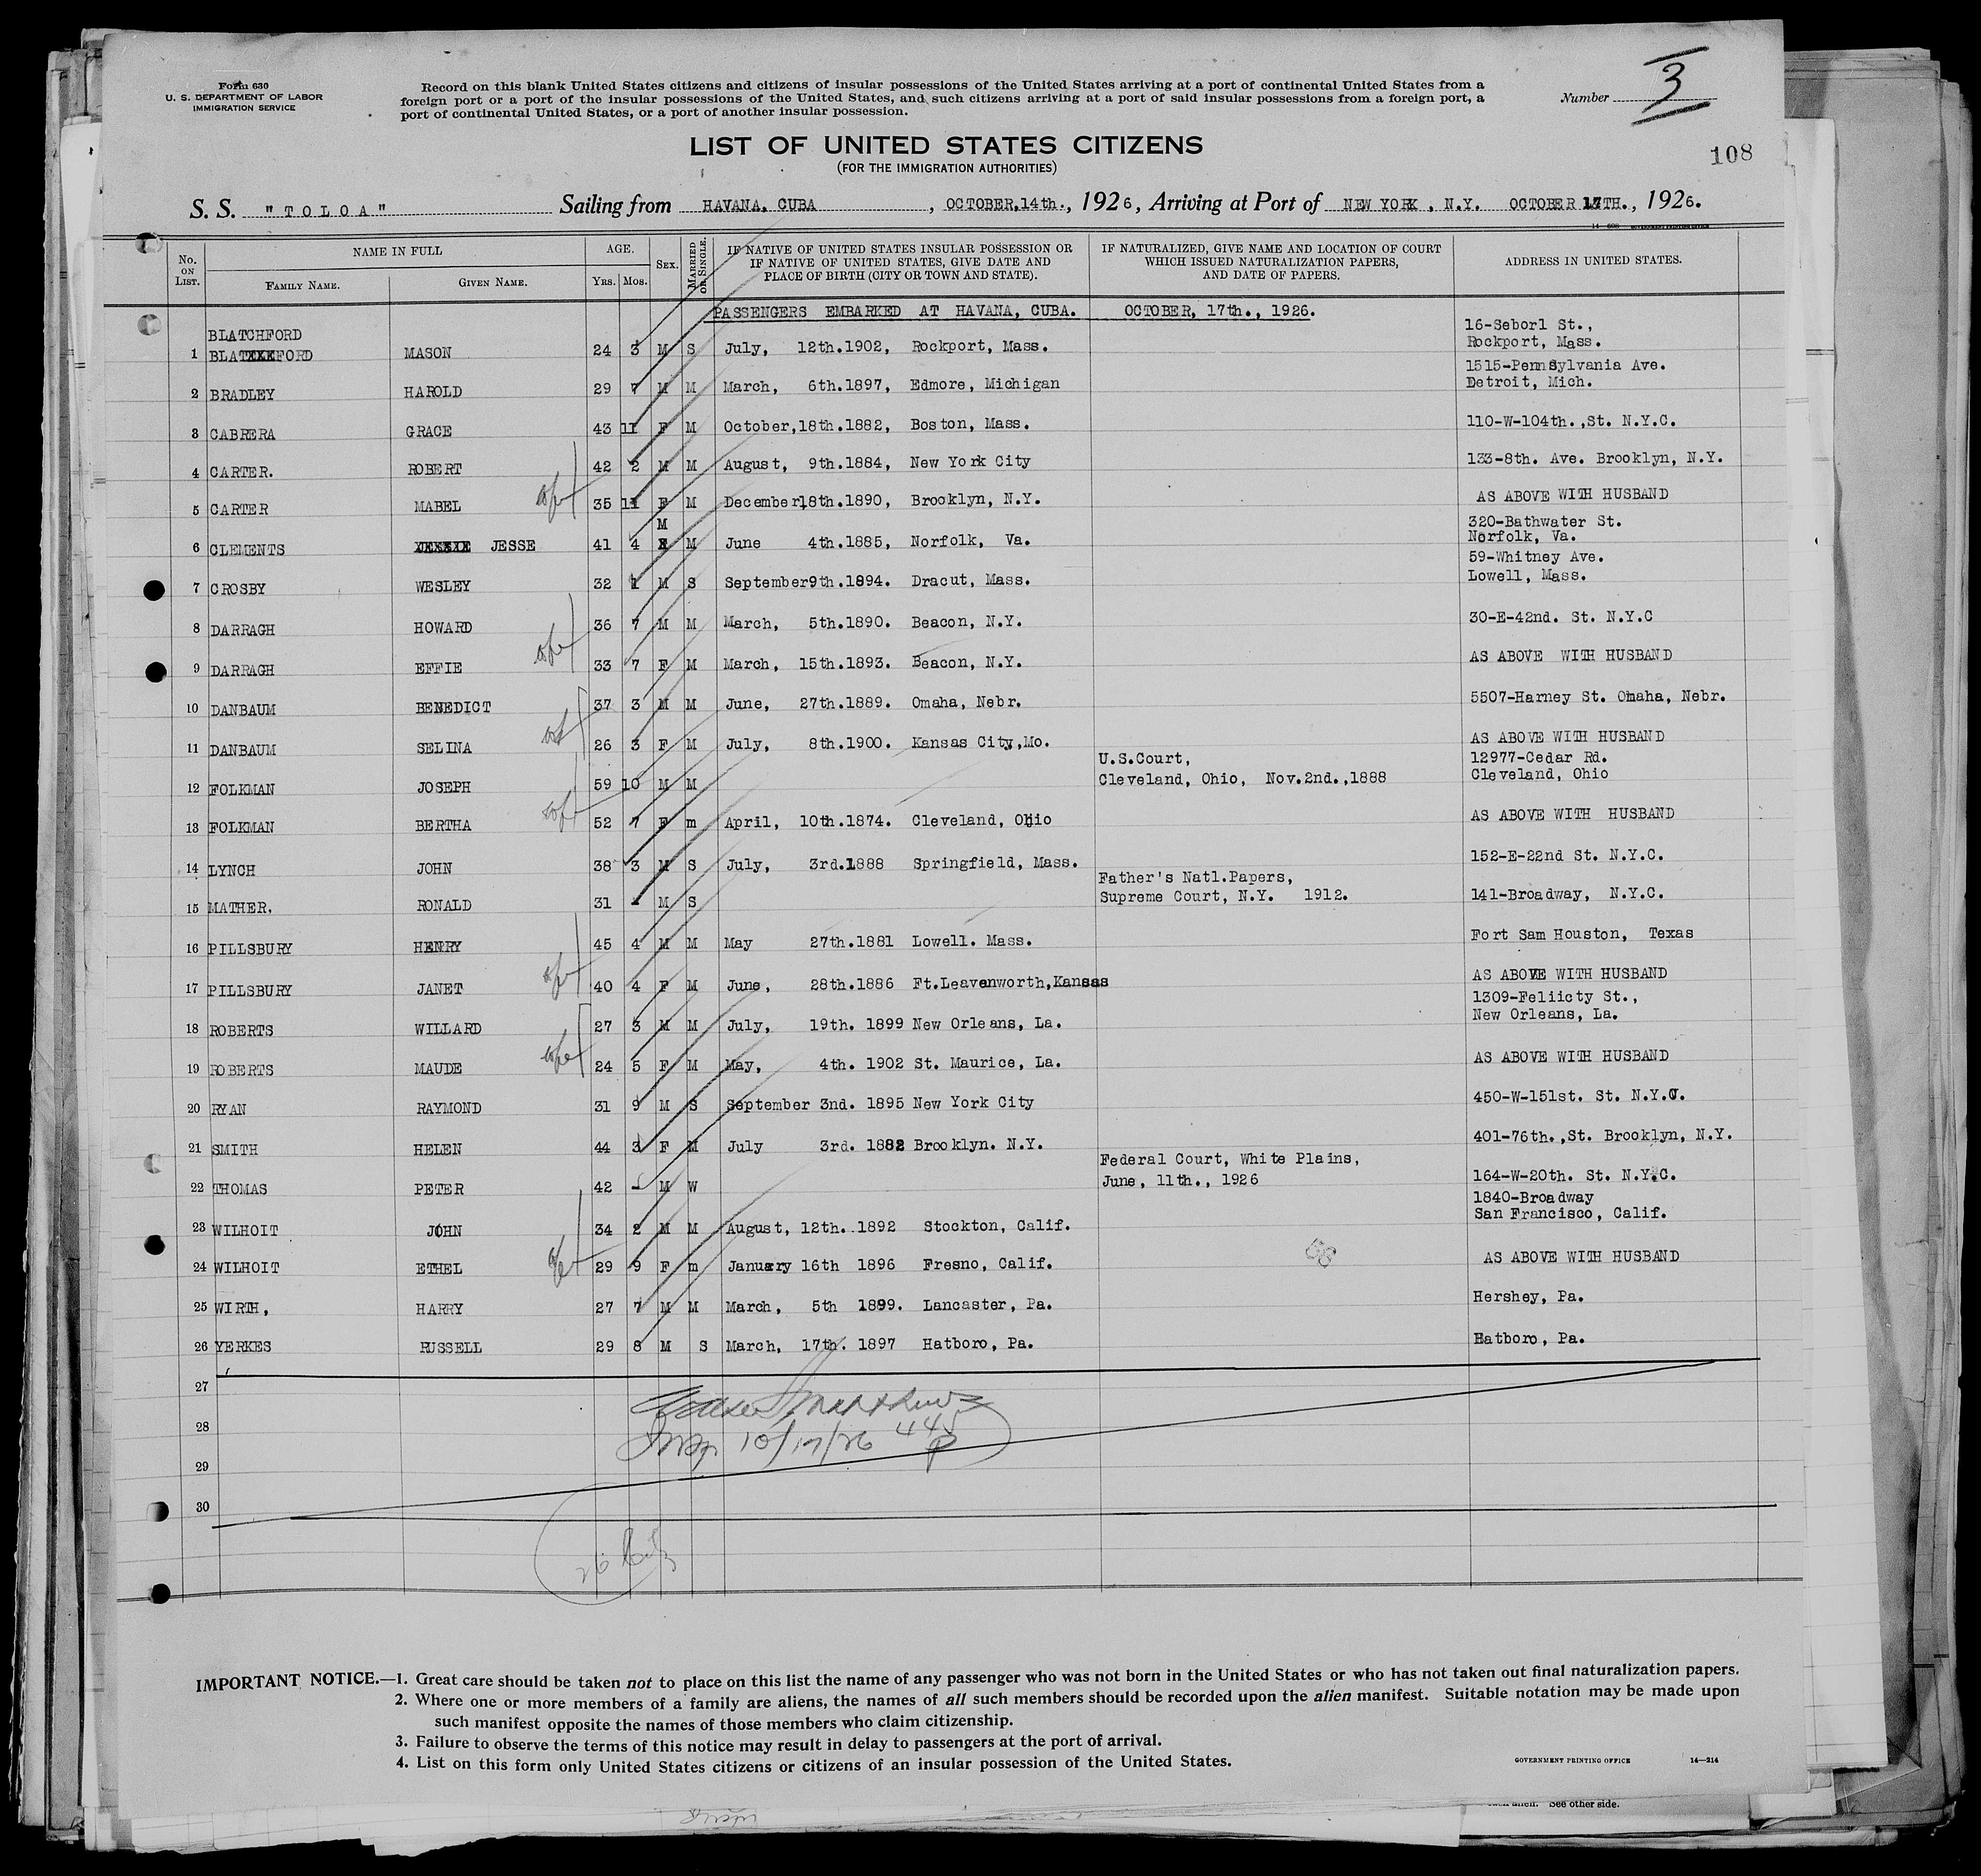 Form 630
U. S. DEPARTMENT OF LABOR
IMMIGRATION SERVICE
Record on this blank United States citizens and citizens of insular possessions of the United States arriving at a port of continental United States from a
foreign port or a port of the insular possessions of the United States, and such citizens arriving at a port of said insular possessions from a foreign port, a
port of continental United States, or a port of another insular possession.
Number 3
LIST OF UNITED STATES CITIZENS
(FOR THE IMMIGRATION AUTHORITIES)
108
S. S. "TOLOA" Sailing from HAVANA, CUBA, OCTOBER,14th., 1926, Arriving at Port of NEW YORK, N.Y. OCTOBER 17TH., 1926.
No. ON LIST. NAME IN FULL FAMILY NAME. GIVEN NAME. AGE. YRS. MOS. SEX. MARRIED OR SINGLE. IF NATIVE OF UNITED STATES INSULAR POSSESSION OR IF NATIVE OF UNITED STATES, GIVE DATE AND PLACE OF BIRTH (CITY OR TOWN AND STATE). IF NATURALIZED, GIVE NAME AND LOCATION OF COURT WHICH ISSUED NATURALIZATION PAPERS, AND DATE OF PAPERS. ADDRESS IN UNITED STATES.
PASSENGERS EMBARKED AT HAVANA, CUBA. OCTOBER, 17th., 1926.
BLATCHFORD 16-Seborl St.,
1 BLATXXXFORD MASON 24 3 M S July, 12th.1902, Rockport, Mass. Rockport, Mass.
1515-Pennsylvania Ave.
2 BRADLEY HAROLD 29 7 M M March, 6th.1897, Edmore, Michigan Detroit, Mich.
3 CABRERA GRACE 43 11 F M October,18th.1882, Boston, Mass. 110-W-104th.,St. N.Y.C.
4 CARTER. ROBERT 42 2 M M August, 9th.1884, New York City 133-8th. Ave. Brooklyn, N.Y.
5 CARTER MABEL 35 11 F M December18th.1890, Brooklyn, N.Y. AS ABOVE WITH HUSBAND
M 320-Bathwater St.
6 CLEMENTS JESSE 41 4 M June 4th.1885, Norfolk, Va. Norfolk, Va.
59-Whitney Ave.
7 CROSBY WESLEY 32 1 M S September9th.1894. Dracut, Mass. Lowell, Mass.
8 DARRAGH HOWARD 36 7 M M March, 5th.1890. Beacon, N.Y. 30-E-42nd. St. N.Y.C
9 DARRAGH EFFIE 33 7 F M March, 15th.1893. Beacon, N.Y. AS ABOVE WITH HUSBAND
10 DANBAUM BENEDICT 37 3 M M June, 27th.1889. Omaha, Nebr. 5507-Harney St. Omaha, Nebr.
11 DANBAUM SELINA 26 3 F M July, 8th.1900. Kansas City,Mo. AS ABOVE WITH HUSBAND
U.S.Court, 12977-Cedar Rd.
12 FOLKMAN JOSEPH 59 10 M M Cleveland, Ohio, Nov.2nd.,1888 Cleveland, Ohio
13 FOLKMAN BERTHA 52 7 F m April, 10th.1874. Cleveland, Ohio AS ABOVE WITH HUSBAND
14 LYNCH JOHN 38 3 M S July, 3rd.1888 Springfield, Mass. 152-E-22nd St. N.Y.C.
Father's Natl.Papers,
15 MATHER, RONALD 31 - M S Supreme Court, N.Y. 1912. 141-Broadway, N.Y.C.
16 PILLSBURY HENRY 45 4 M M May 27th.1881 Lowell. Mass. Fort Sam Houston, Texas
17 PILLSBURY JANET 40 4 F M June, 28th.1886 Ft.Leavenworth,Kansas AS ABOVE WITH HUSBAND
1309-Feliicty St.,
18 ROBERTS WILLARD 27 3 M M July, 19th. 1899 New Orleans, La. New Orleans, La.
19 ROBERTS MAUDE 24 5 F M May, 4th. 1902 St. Maurice, La. AS ABOVE WITH HUSBAND
20 RYAN RAYMOND 31 9 M S September 3nd. 1895 New York City 450-W-151st. St. N.Y.C.
21 SMITH HELEN 44 3 F M July 3rd. 1882 Brooklyn. N.Y. 401-76th.,St. Brooklyn, N.Y.
Federal Court, White Plains,
22 THOMAS PETER 42 - M W June, 11th., 1926 164-W-20th. St. N.Y.C.
1840-Broadway
23 WILHOIT JOHN 34 2 M M August, 12th. 1892 Stockton, Calif. San Francisco, Calif.
24 WILHOIT ETHEL 29 9 F m January 16th 1896 Fresno, Calif. AS ABOVE WITH HUSBAND
25 WIRTH, HARRY 27 7 M M March, 5th 1899. Lancaster, Pa. Hershey, Pa.
26 YERKES RUSSELL 29 8 M S March, 17th. 1897 Hatboro, Pa. Hatboro, Pa.
27
28
Insp 10/17/26 445 P
29
30
IMPORTANT NOTICE.—1. Great care should be taken not to place on this list the name of any passenger who was not born in the United States or who has not taken out final naturalization papers.
2. Where one or more members of a family are aliens, the names of all such members should be recorded upon the alien manifest. Suitable notation may be made upon
such manifest opposite the names of those members who claim citizenship.
3. Failure to observe the terms of this notice may result in delay to passengers at the port of arrival.
4. List on this form only United States citizens or citizens of an insular possession of the United States.
GOVERNMENT PRINTING OFFICE 14—214
See other side.